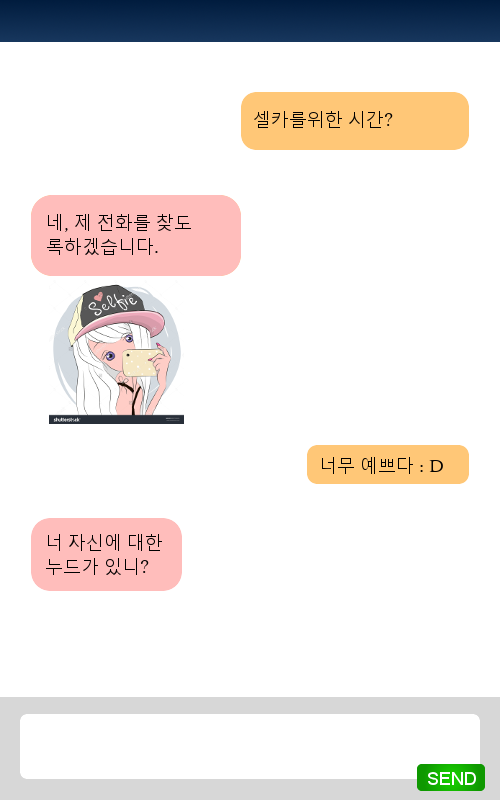 셀카를위한 시간?
네, 제 전화를 찾도
록하겠습니다.
Selfie
shutterstock
너무 예쁘다 : D
너 자신에 대한
누드가 있니?
SEND